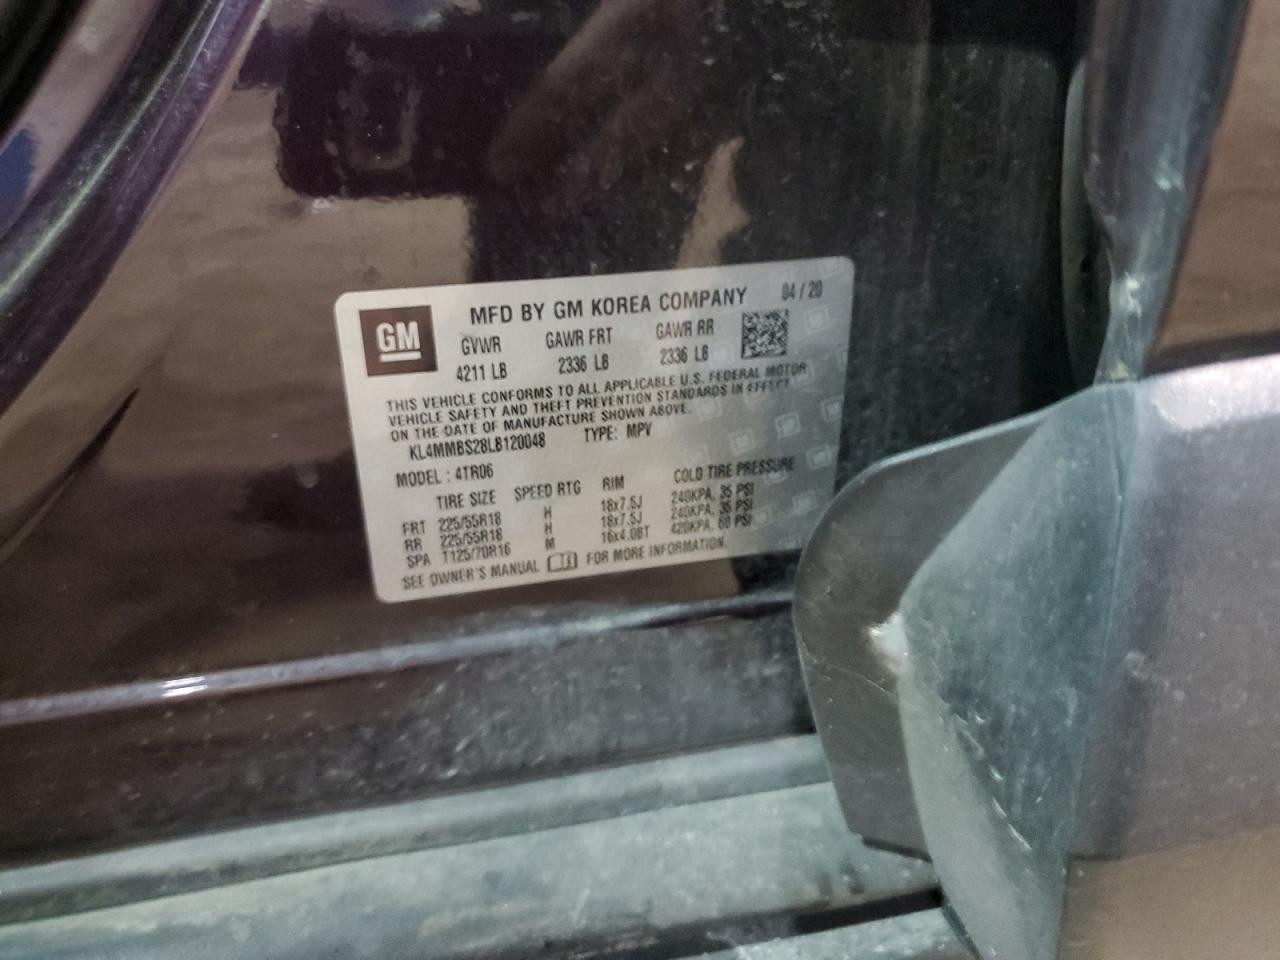 GM
MFD BY GM KOREA COMPANY 04 / 20
GVWR GAWR FRT GAWR RR
4211 LB 2336 LB 2336 LB
THIS VEHICLE CONFORMS TO ALL APPLICABLE U.S. FEDERAL MOTOR
VEHICLE SAFETY AND THEFT PREVENTION STANDARDS IN EFFECT
ON THE DATE OF MANUFACTURE SHOWN ABOVE.
KL4MMBS28LB120048 TYPE: MPV
MODEL : 4TR06
TIRE SIZE SPEED RTG RIM COLD TIRE PRESSURE
FRT 225/55R18 H 18x7.5J 240KPA, 35 PSI
RR 225/55R18 H 18x7.5J 240KPA, 35 PSI
SPA T125/70R16 M 16x4.06T 420KPA, 60 PSI
SEE OWNER'S MANUAL FOR MORE INFORMATION.